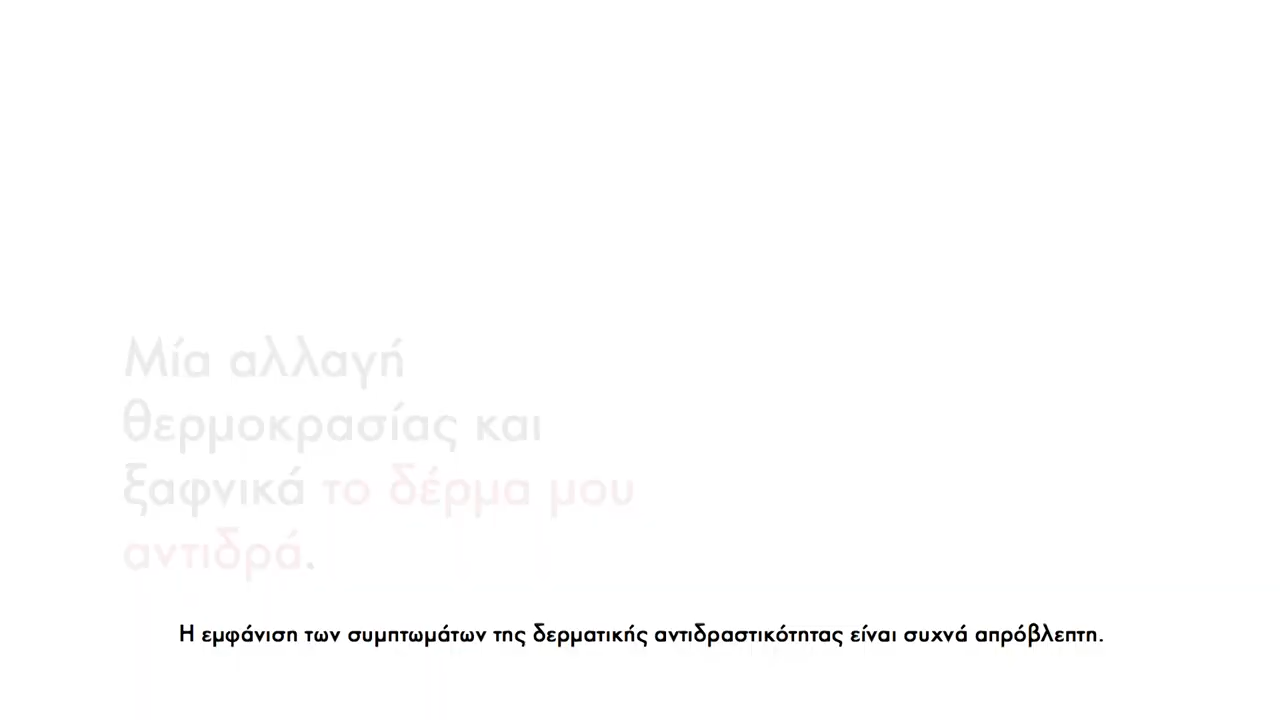 Μία αλλαγή
θερμοκρασίας και
ξαφνικά το δέρμα μου
αντιδρά.
Η εμφάνιση των συμπτωμάτων της δερματικής αντιδραστικότητας είναι συχνά απρόβλεπτη.